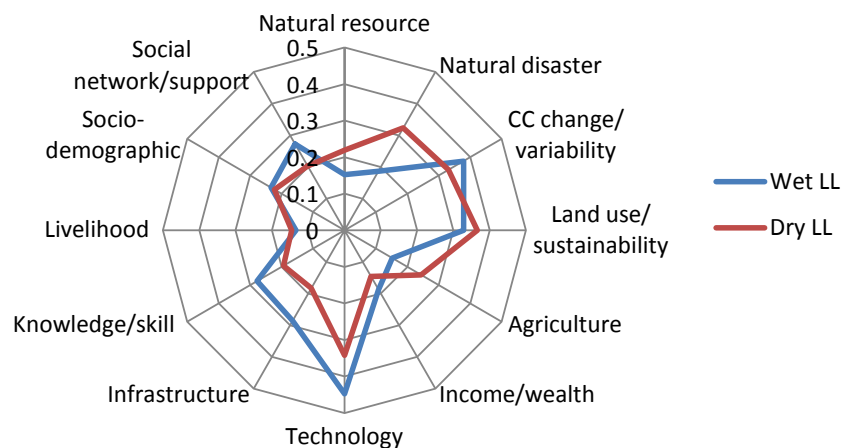 Natural resource
Natural disaster
CC change/
variability
Land use/
sustainability
Agriculture
Income/wealth
Technology
Infrastructure
Knowledge/skill
Livelihood
Socio-
demographic
Social
network/support
0.5
0.4
0.3
0.2
0.1
0
Wet LL
Dry LL